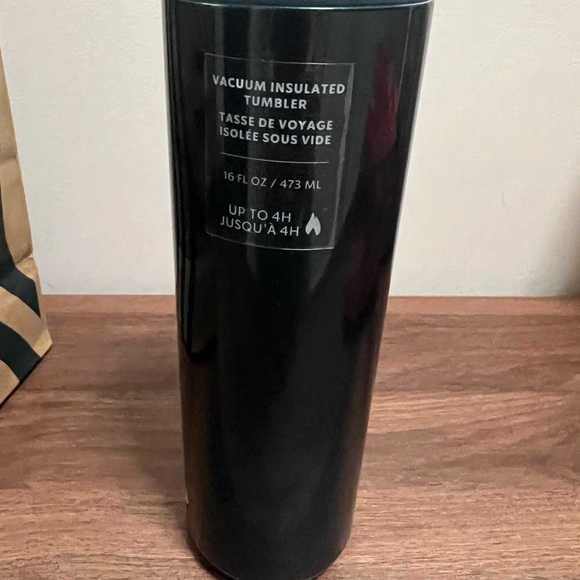 VACUUM INSULATED
TUMBLER
TASSE DE VOYAGE
ISOLÉE SOUS VIDE
16 FL OZ / 473 ML
UP TO 4H
JUSQU'À 4H